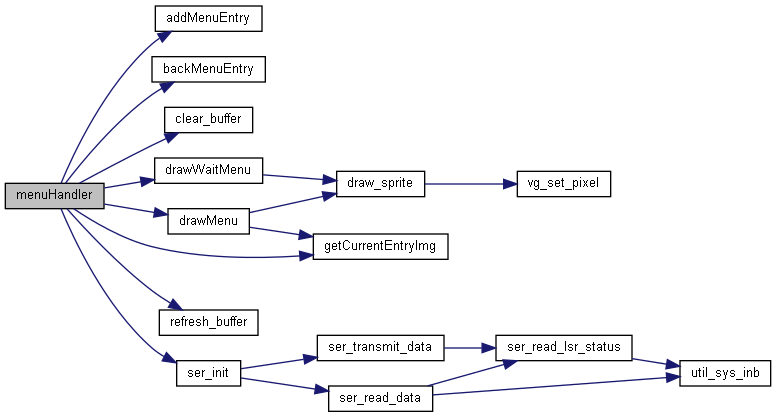 addMenuEntry
backMenuEntry
clear_buffer
drawWaitMenu
draw_sprite
vg_set_pixel
menuHandler
drawMenu
getCurrentEntryImg
refresh_buffer
ser_transmit_data
ser_read_lsr_status
ser_init
util_sys_inb
ser_read_data